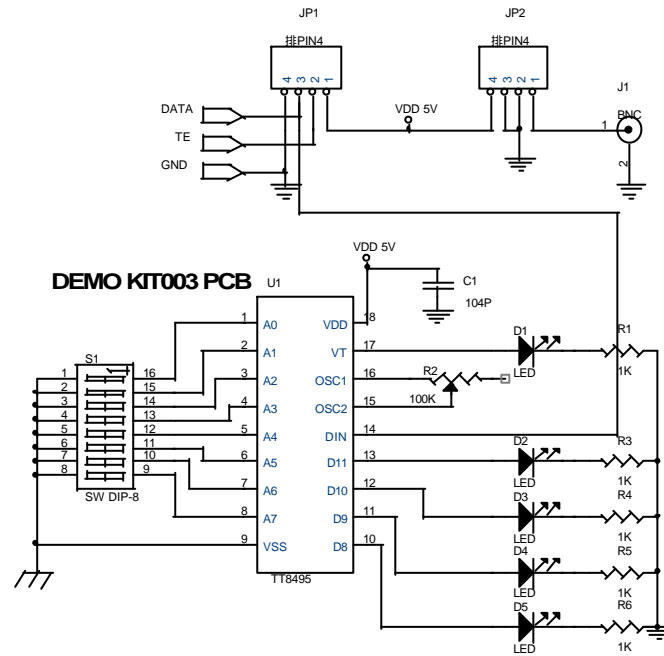 JP1
JP2
排PIN4
排PIN4
4 3 2 1
4 3 2 1
J1
BNC
1
2
DATA
TE
GND
VDD 5V
VDD 5V
DEMO KIT003 PCB
U1
C1
104P
S1
1 16
2 15
3 14
4 13
5 12
6 11
7 10
8 9
SW DIP-8
1 A0 VDD 18
2 A1 VT 17
3 A2 OSC1 16
4 A3 OSC2 15
5 A4 DIN 14
6 A5 D11 13
7 A6 D10 12
8 A7 D9 11
9 VSS D8 10
TT8495
R2
100K
D1
LED
R1
1K
D2
LED
R3
1K
D3
LED
R4
1K
D4
LED
R5
1K
D5
LED
R6
1K